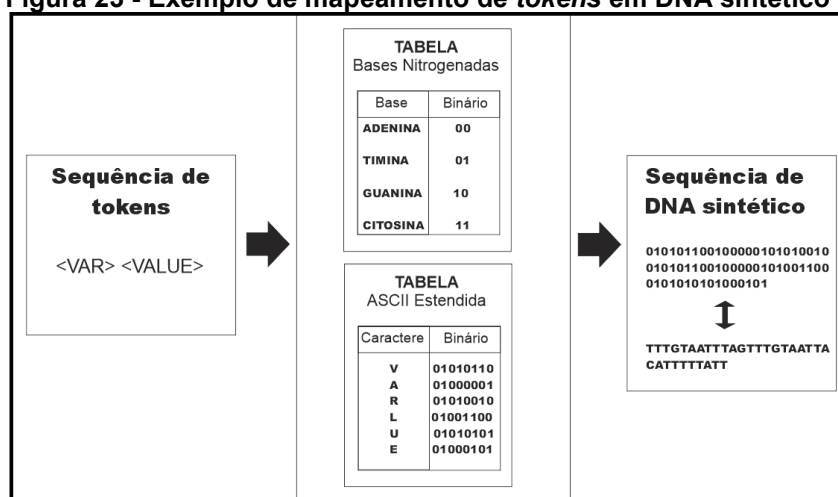 Figura 25 - Exemplo de mapeamento de tokens em DNA sintético
Sequência de
tokens
<VAR> <VALUE>
TABELA
Bases Nitrogenadas
Base Binário
ADENINA 00
TIMINA 01
GUANINA 10
CITOSINA 11
TABELA
ASCII Estendida
Caractere Binário
V 01010110
A 01000001
R 01010010
L 01001100
U 01010101
E 01000101
Sequência de
DNA sintético
010101100100000101010010
010101100100000101001100
0101010101000101
TTTGTAATTTAGTTTGTAATTA
CATTTTTATT